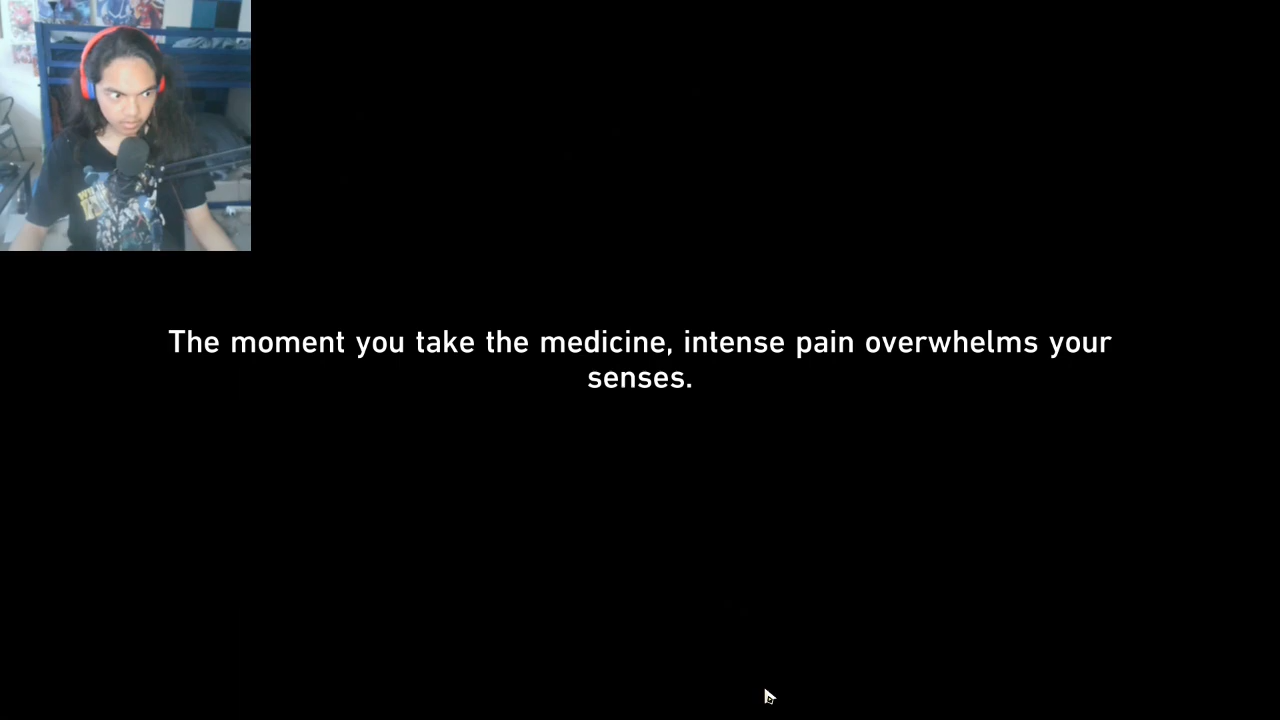 The moment you take the medicine, intense pain overwhelms your
senses.